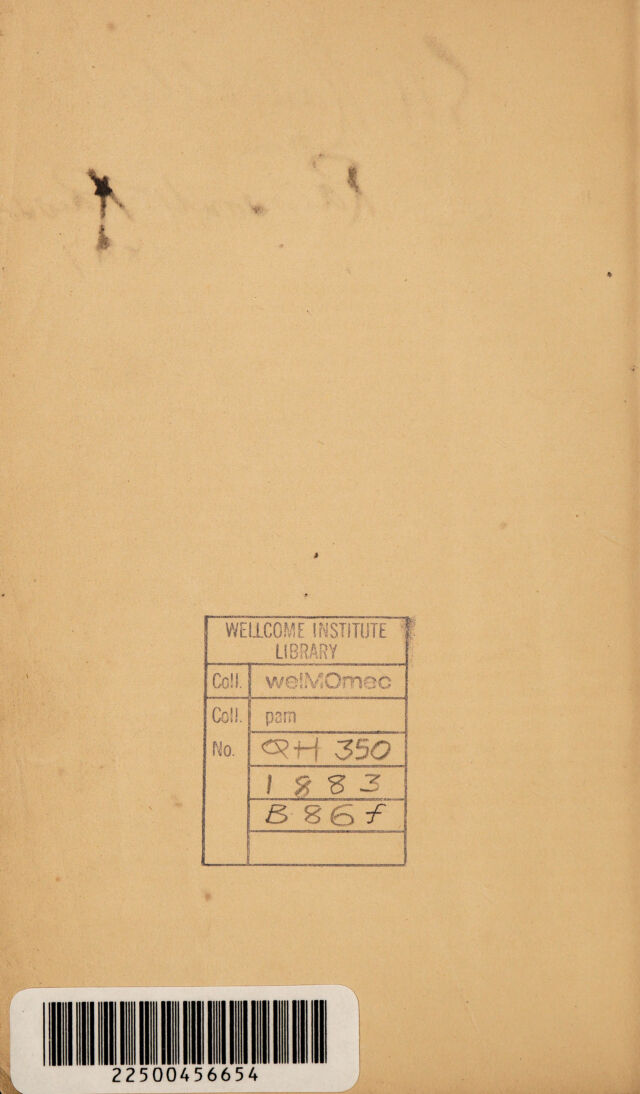 WELLCOME INSTITUTE
LIBRARY
Coll. welMOmec
Coll. pam
No. QH 350
1883
B86f
22500456654